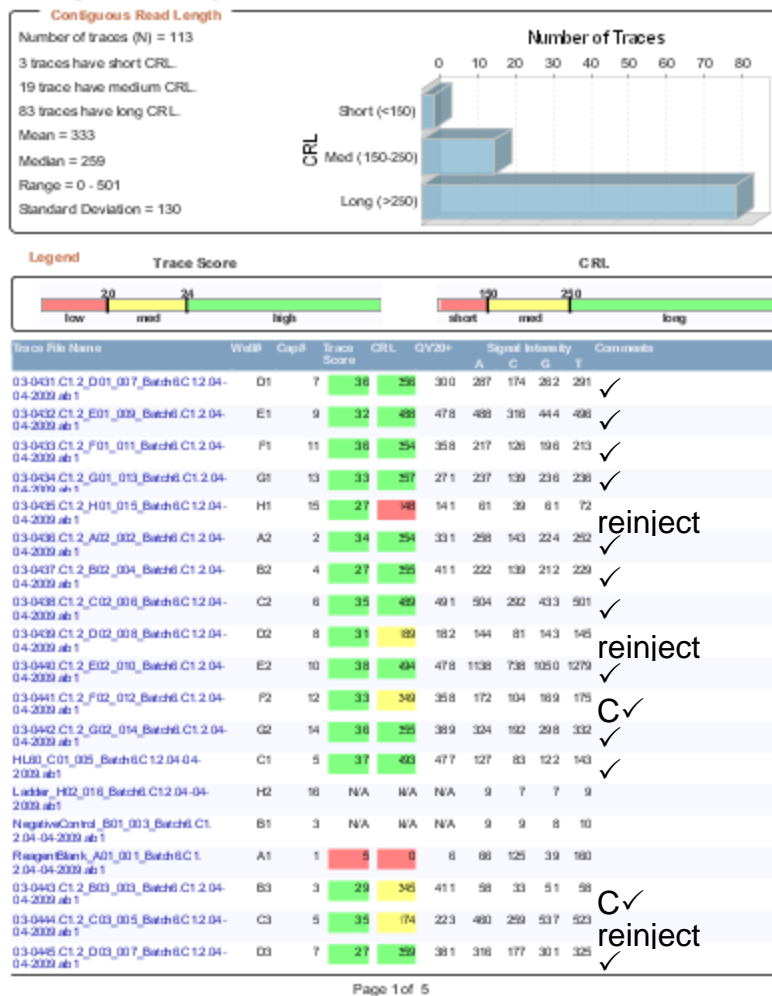 Contiguous Read Length
Number of traces (N) = 113
3 traces have short CRL.
19 trace have medium CRL.
83 traces have long CRL.
Mean = 333
Median = 259
Range = 0 - 501
Standard Deviation = 130
Number of Traces
0 10 20 30 40 50 60 70 80
CRL
Short (<150)
Med (150-250)
Long (>250)
Legend
Trace Score
CRL
20 24
low med high
150 250
short med long
Trace File Name Well# Cap# Trace Score CRL QV20+ Signal Intensity Comments
A C G T
03-0431.C1.2_D01_007_Batch6.C1.2.04-
04-2009.ab1 D1 7 36 256 300 287 174 262 291 ✓
03-0432.C1.2_E01_009_Batch6.C1.2.04-
04-2009.ab1 E1 9 32 488 478 488 316 444 496 ✓
03-0433.C1.2_F01_011_Batch6.C1.2.04-
04-2009.ab1 F1 11 36 254 358 217 126 196 213 ✓
03-0434.C1.2_G01_013_Batch6.C1.2.04-
04-2009.ab1 G1 13 33 257 271 237 139 236 236 ✓
03-0435.C1.2_H01_015_Batch6.C1.2.04-
04-2009.ab1 H1 15 27 148 141 61 39 61 72 reinject
03-0436.C1.2_A02_002_Batch6.C1.2.04-
04-2009.ab1 A2 2 34 254 331 258 143 224 252 ✓
03-0437.C1.2_B02_004_Batch6.C1.2.04-
04-2009.ab1 B2 4 27 255 411 222 139 212 229 ✓
03-0438.C1.2_C02_006_Batch6.C1.2.04-
04-2009.ab1 C2 6 35 489 491 504 292 433 501 ✓
03-0439.C1.2_D02_008_Batch6.C1.2.04-
04-2009.ab1 D2 8 31 189 182 144 81 143 145 reinject
03-0440.C1.2_E02_010_Batch6.C1.2.04-
04-2009.ab1 E2 10 38 494 478 1138 738 1050 1279 ✓
03-0441.C1.2_F02_012_Batch6.C1.2.04-
04-2009.ab1 F2 12 33 249 358 172 104 169 175 C✓
03-0442.C1.2_G02_014_Batch6.C1.2.04-
04-2009.ab1 G2 14 36 255 389 324 192 298 332 ✓
HL60_C01_005_Batch6.C1.2.04-04-
2009.ab1 C1 5 37 493 477 127 83 122 143 ✓
Ladder_H02_016_Batch6.C1.2.04-04-
2009.ab1 H2 16 N/A N/A N/A 9 7 7 9
NegativeControl_B01_003_Batch6.C1.
2.04-04-2009.ab1 B1 3 N/A N/A N/A 9 9 8 10
ReagentBlank_A01_001_Batch6.C1.
2.04-04-2009.ab1 A1 1 5 0 6 66 125 39 160
03-0443.C1.2_B03_003_Batch6.C1.2.04-
04-2009.ab1 B3 3 29 245 411 58 33 51 58 C✓
03-0444.C1.2_C03_005_Batch6.C1.2.04-
04-2009.ab1 C3 5 35 174 223 460 259 537 523 reinject
03-0445.C1.2_D03_007_Batch6.C1.2.04-
04-2009.ab1 D3 7 27 259 381 316 177 301 325 ✓
Page 1 of 5